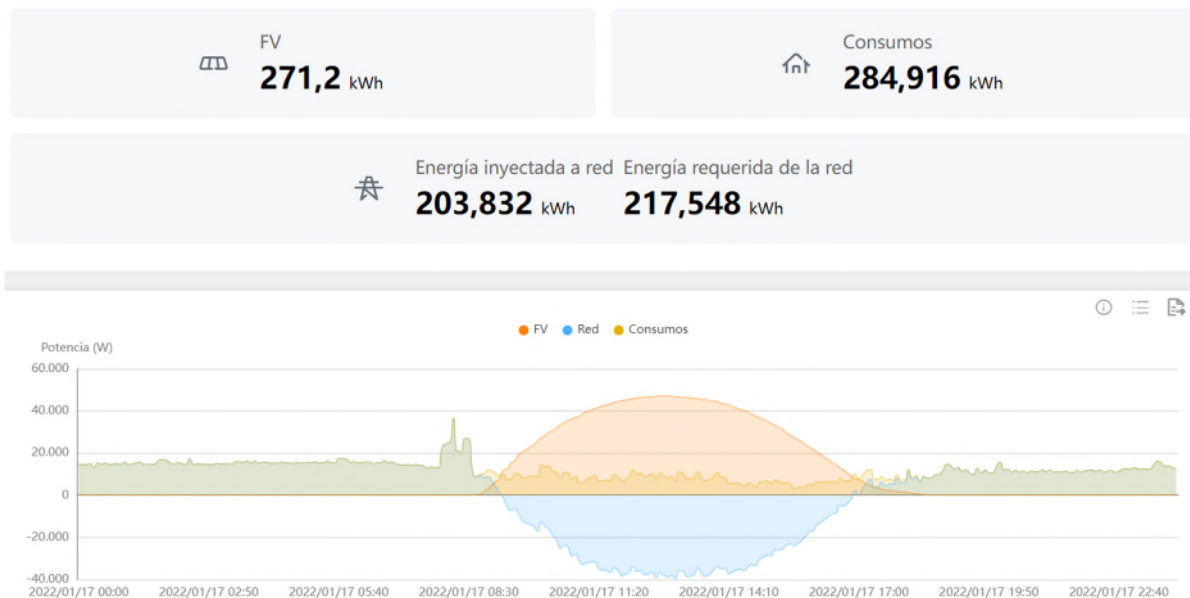 FV
271,2 kWh
Consumos
284,916 kWh
Energía inyectada a red
203,832 kWh
Energía requerida de la red
217,548 kWh
FV
Red
Consumos
Potencia (W)
60.000
40.000
20.000
0
-20.000
-40.000
2022/01/17 00:00
2022/01/17 02:50
2022/01/17 05:40
2022/01/17 08:30
2022/01/17 11:20
2022/01/17 14:10
2022/01/17 17:00
2022/01/17 19:50
2022/01/17 22:40